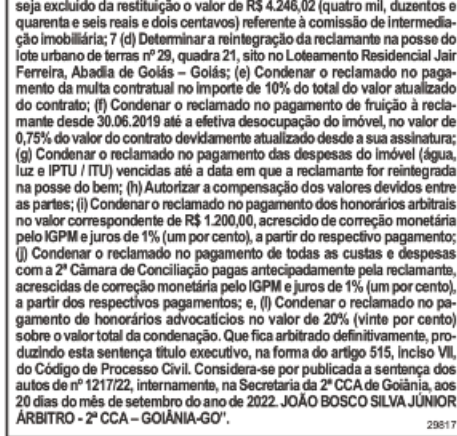 seja excluído da restituição o valor de R$ 4.246,02 (quatro mil, duzentos e
quarenta e seis reais e dois centavos) referente à comissão de intermedia-
ção imobiliária; 7 (d) Determinar a reintegração da reclamante na posse do
lote urbano de terras nº 29, quadra 21, sito no Loteamento Residencial Jair
Ferreira, Abadia de Goiás – Goiás; (e) Condenar o reclamado no paga-
mento da multa contratual no importe de 10% do total do valor atualizado
do contrato; (f) Condenar o reclamado no pagamento de fruição à recla-
mante desde 30.06.2019 até a efetiva desocupação do imóvel, no valor de
0,75% do valor do contrato devidamente atualizado desde a sua assinatura;
(g) Condenar o reclamado no pagamento das despesas do imóvel (água,
luz e IPTU / ITU) vencidas até a data em que a reclamante for reintegrada
na posse do bem; (h) Autorizar a compensação dos valores devidos entre
as partes; (i) Condenar o reclamado no pagamento dos honorários arbitrais
no valor correspondente de R$ 1.200,00, acrescido de correção monetária
pelo IGPM e juros de 1% (um por cento), a partir do respectivo pagamento;
(j) Condenar o reclamado no pagamento de todas as custas e despesas
com a 2ª Câmara de Conciliação pagas antecipadamente pela reclamante,
acrescidas de correção monetária pelo IGPM e juros de 1% (um por cento),
a partir dos respectivos pagamentos; e, (l) Condenar o reclamado no pa-
gamento de honorários advocatícios no valor de 20% (vinte por cento)
sobre o valor total da condenação. Que fica arbitrado definitivamente, pro-
duzindo esta sentença título executivo, na forma do artigo 515, inciso VII,
do Código de Processo Civil. Considera-se por publicada a sentença dos
autos de nº 1217/22, internamente, na Secretaria da 2ª CCA de Goiânia, aos
20 dias do mês de setembro do ano de 2022. JOÃO BOSCO SILVA JÚNIOR
ÁRBITRO - 2ª CCA – GOIÂNIA-GO”.
29817